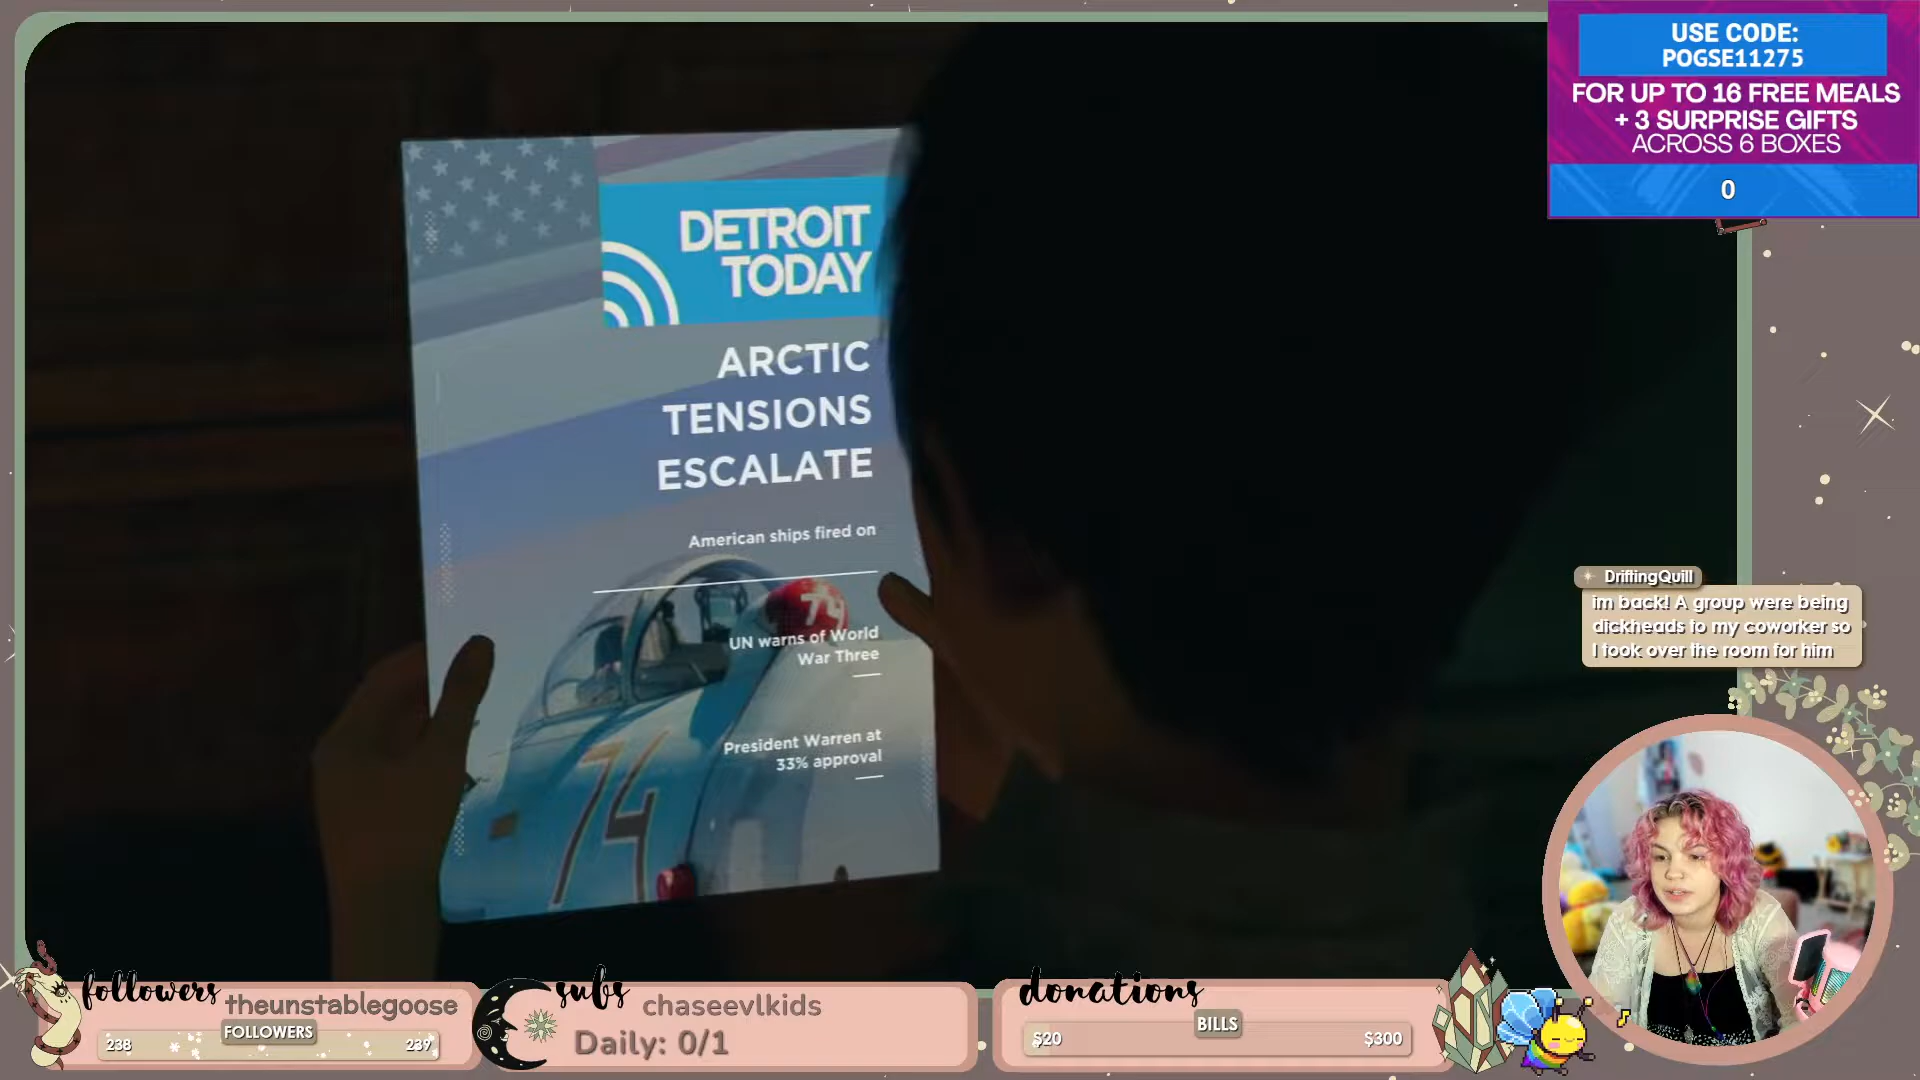 USE CODE:
POGSE11275
FOR UP TO 16 FREE MEALS
+ 3 SURPRISE GIFTS
ACROSS 6 BOXES
0
DETROIT
TODAY
ARCTIC
TENSIONS
ESCALATE
American ships fired on
74
UN warns of World
War Three
President Warren at
33% approval
74
DriftingQuill
im back! A group were being
dickheads to my coworker so
I took over the room for him
followers
theunstablegoose
FOLLOWERS
238
239
subs
chaseevlkids
Daily: 0/1
donations
BILLS
$20
$300